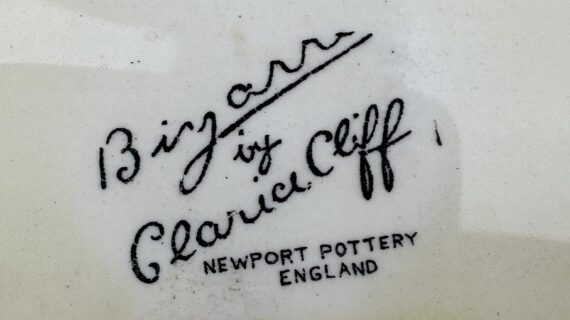 Bizarre
by
Clarice Cliff
NEWPORT POTTERY
ENGLAND